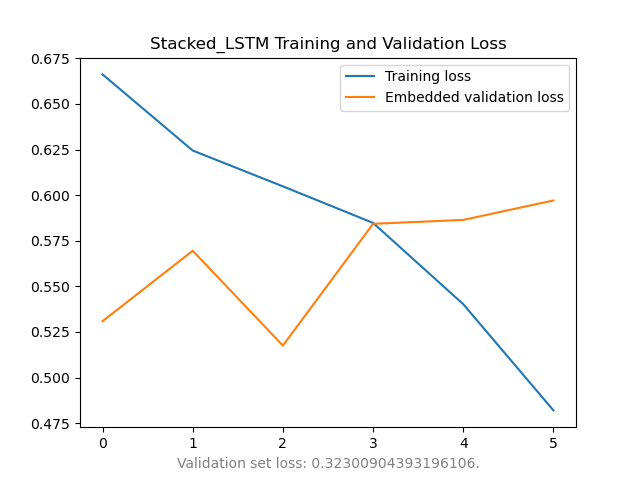 Stacked_LSTM Training and Validation Loss
Training loss
Embedded validation loss
0.675
0.650
0.625
0.600
0.575
0.550
0.525
0.500
0.475
0 1 2 3 4 5
Validation set loss: 0.32300904393196106.